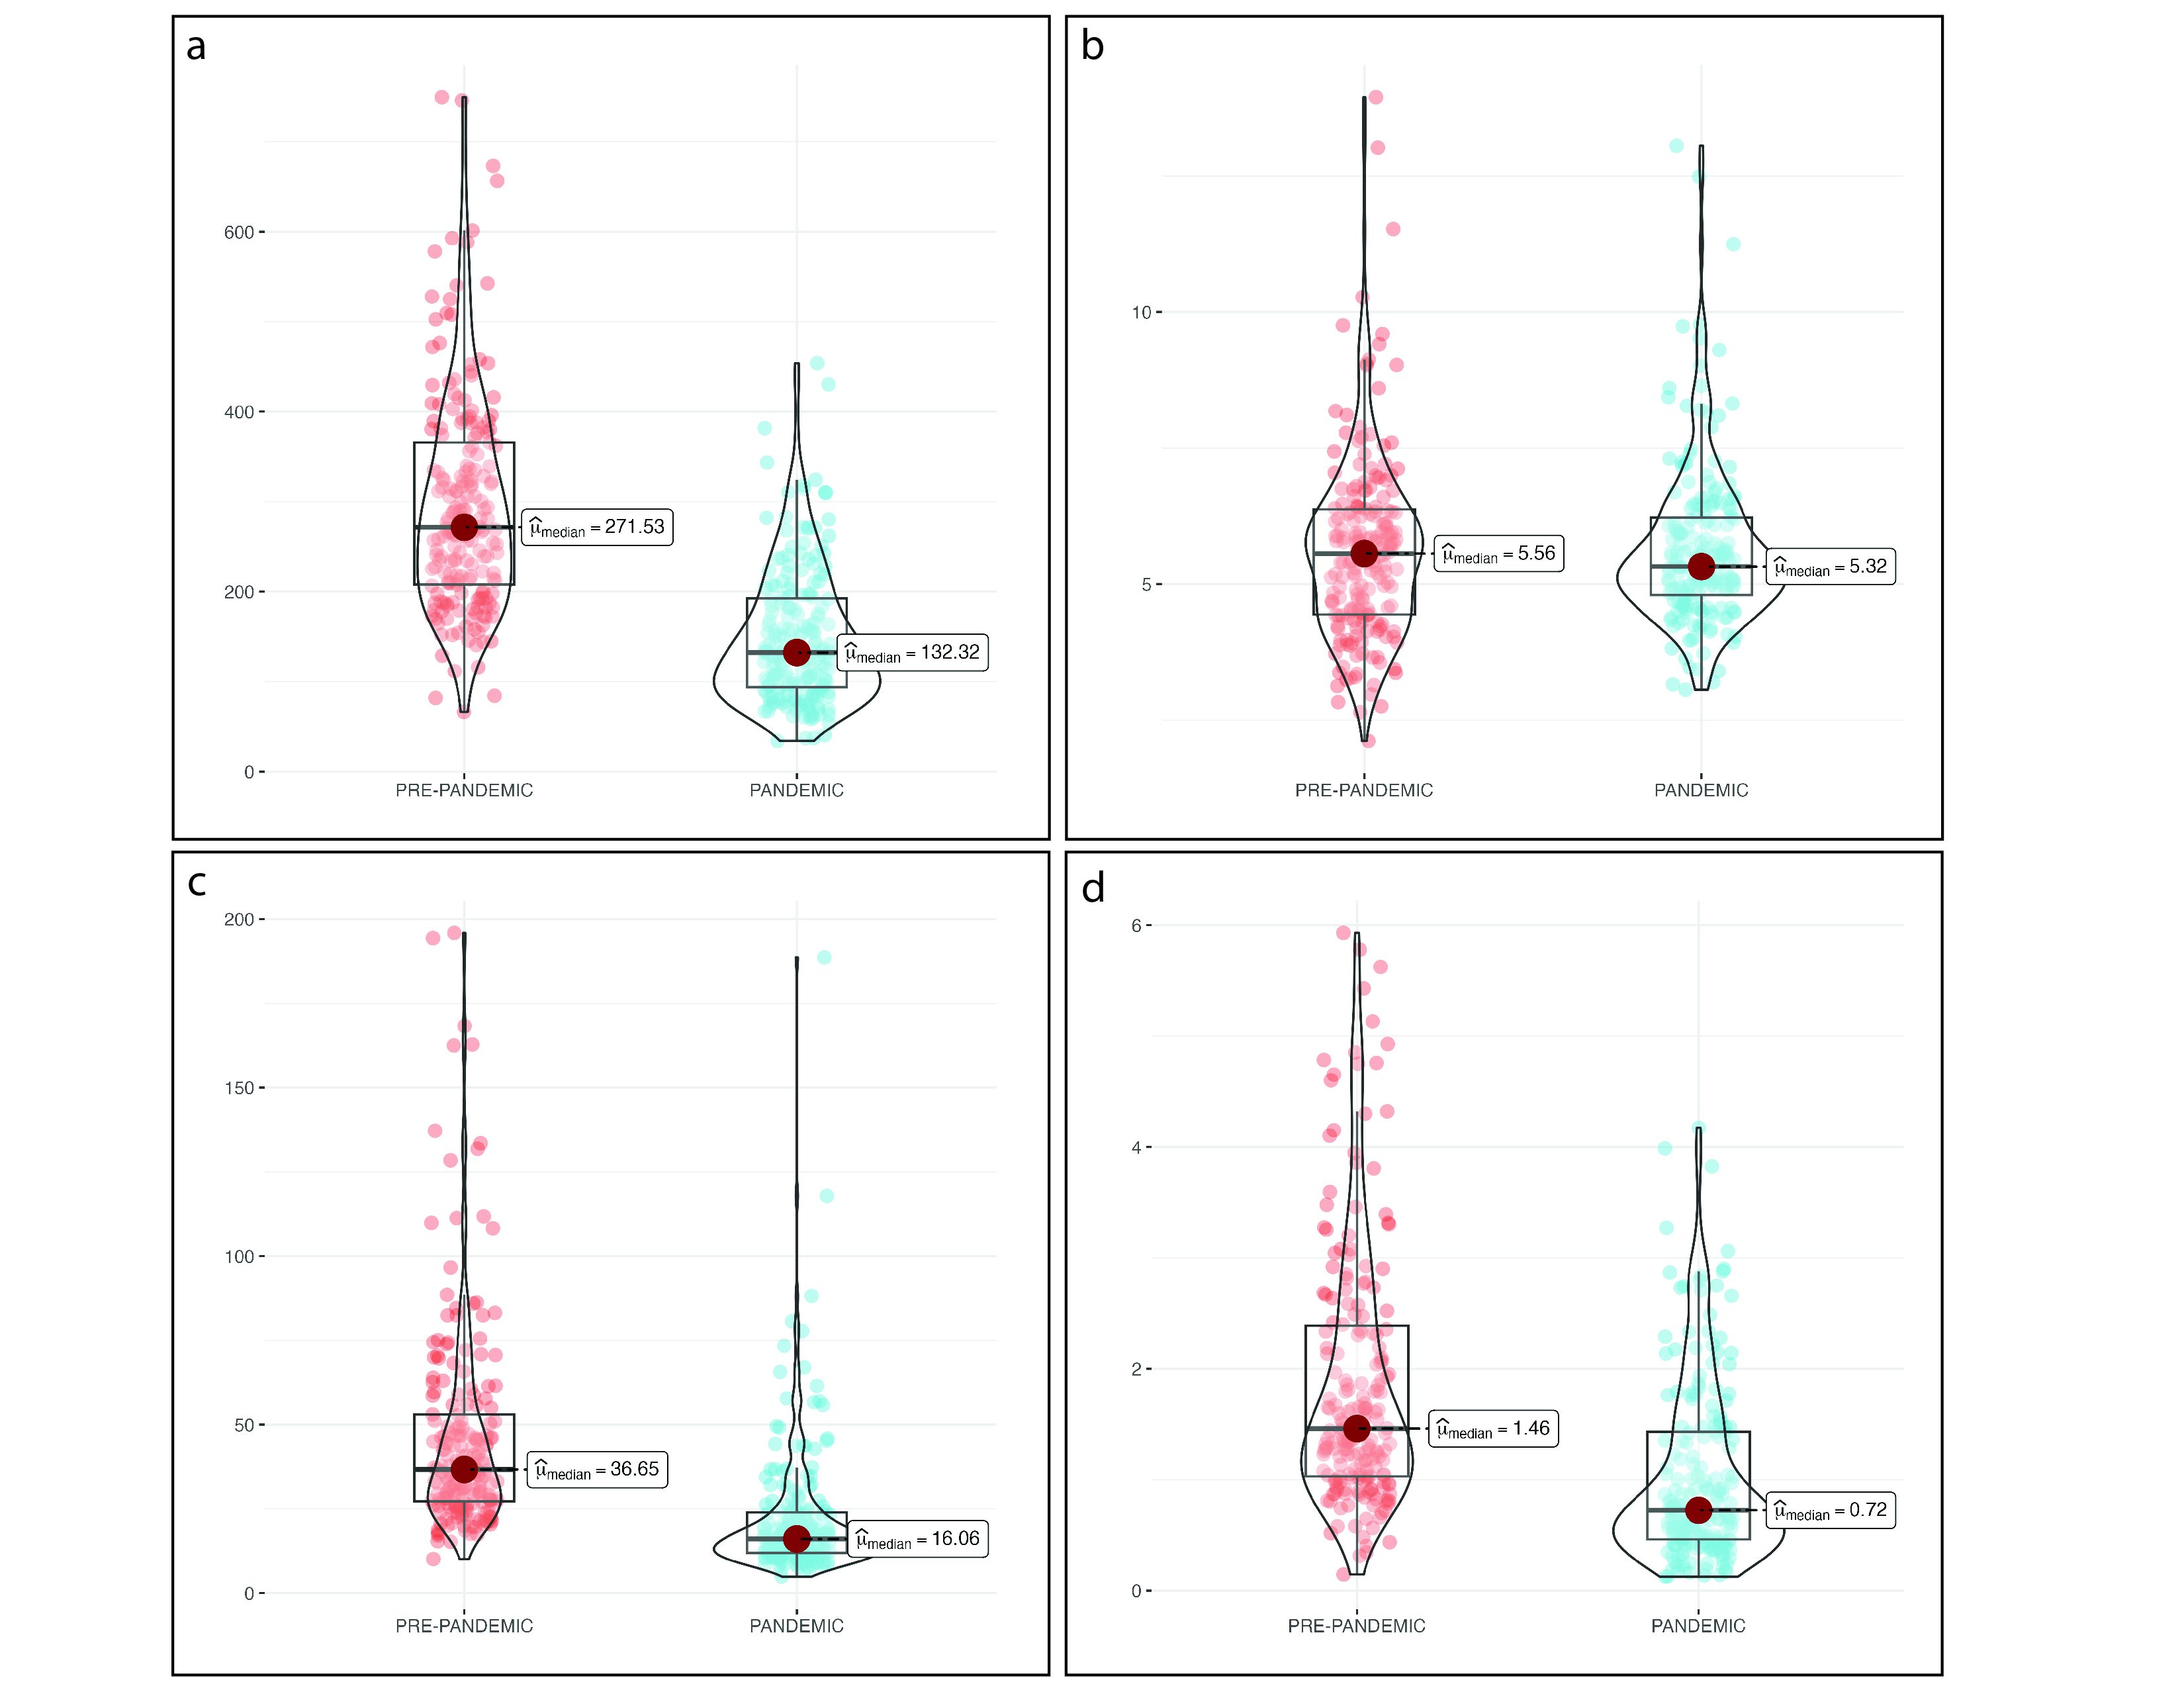 a
600
400
200
0
μ̂median = 271.53
μ̂median = 132.32
PRE-PANDEMIC
PANDEMIC
b
10
5
μ̂median = 5.56
μ̂median = 5.32
PRE-PANDEMIC
PANDEMIC
c
200
150
100
50
0
μ̂median = 36.65
μ̂median = 16.06
PRE-PANDEMIC
PANDEMIC
d
6
4
2
0
μ̂median = 1.46
μ̂median = 0.72
PRE-PANDEMIC
PANDEMIC